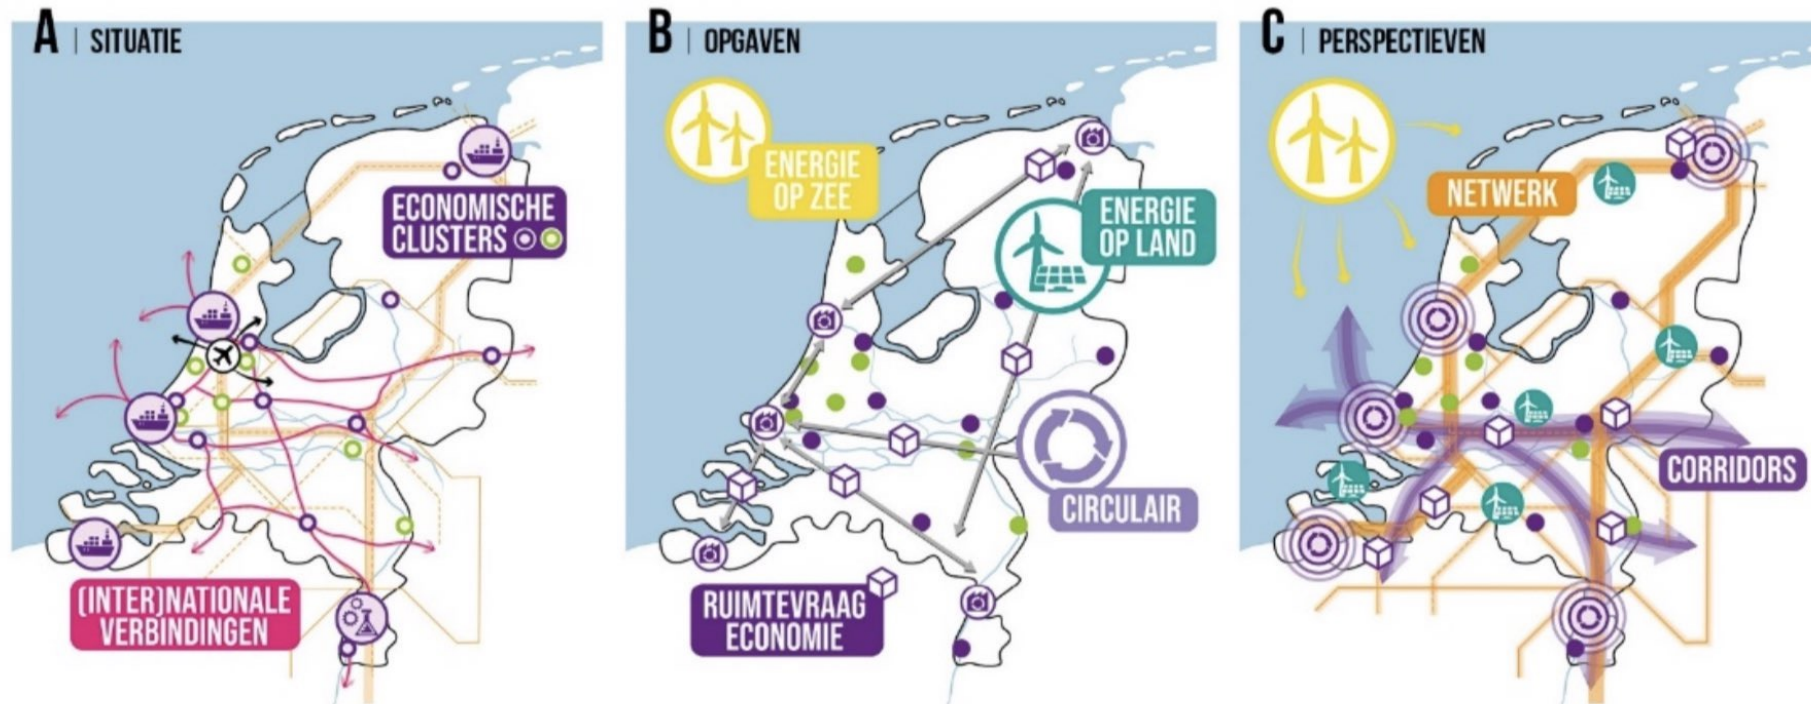 A | SITUATIE
ECONOMISCHE
CLUSTERS
(INTER)NATIONALE
VERBINDINGEN
B | OPGAVEN
ENERGIE
OP ZEE
ENERGIE
OP LAND
CIRCULAIR
RUIMTEVRAAG
ECONOMIE
C | PERSPECTIEVEN
NETWERK
CORRIDORS